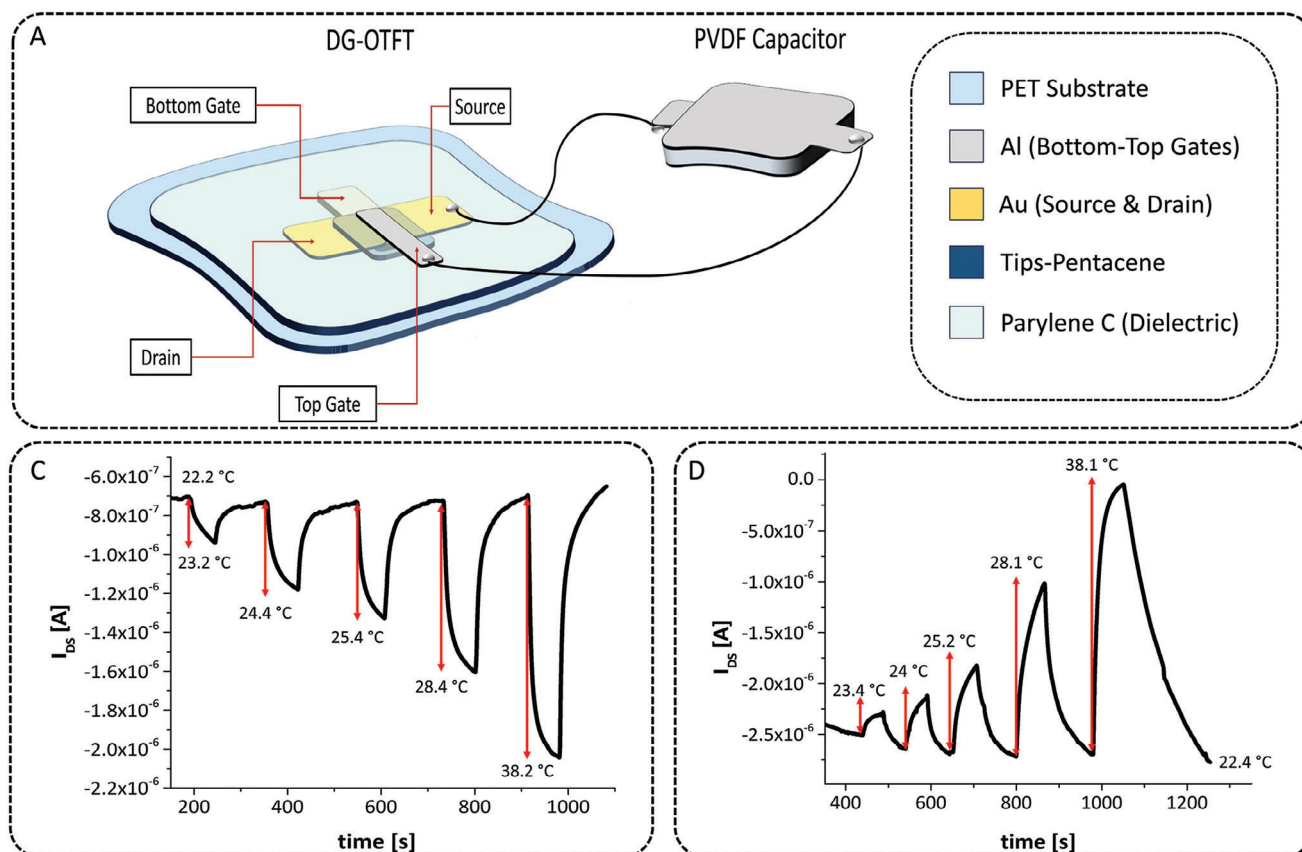 A
DG-OTFT
PVDF Capacitor
Bottom Gate
Source
Drain
Top Gate
PET Substrate
Al (Bottom-Top Gates)
Au (Source & Drain)
Tips-Pentacene
Parylene C (Dielectric)
C
-6.0x10⁻⁷
-8.0x10⁻⁷
-1.0x10⁻⁶
-1.2x10⁻⁶
-1.4x10⁻⁶
-1.6x10⁻⁶
-1.8x10⁻⁶
-2.0x10⁻⁶
-2.2x10⁻⁶
I_DS [A]
22.2 °C
23.2 °C
24.4 °C
25.4 °C
28.4 °C
38.2 °C
200 400 600 800 1000
time [s]
D
0.0
-5.0x10⁻⁷
-1.0x10⁻⁶
-1.5x10⁻⁶
-2.0x10⁻⁶
-2.5x10⁻⁶
I_DS [A]
23.4 °C
24 °C
25.2 °C
28.1 °C
38.1 °C
22.4 °C
400 600 800 1000 1200
time [s]